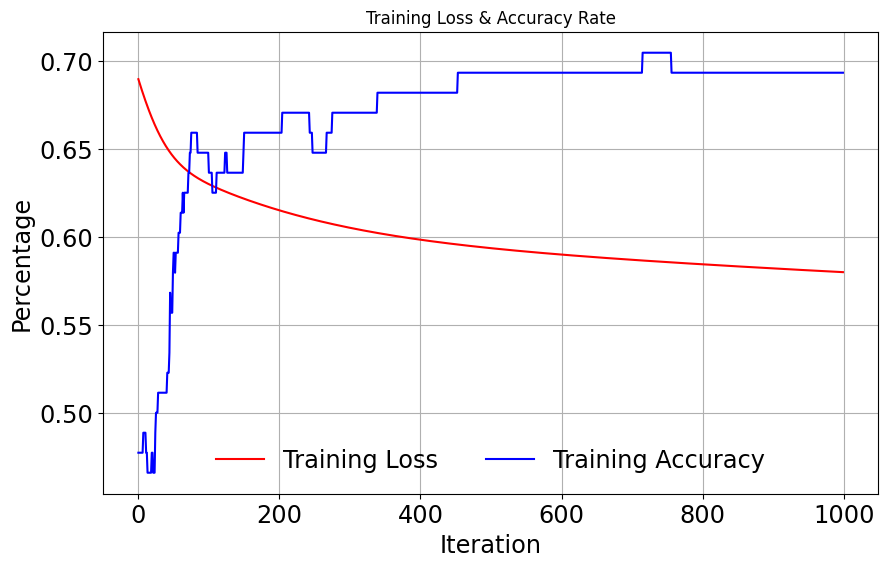 Training Loss & Accuracy Rate
Percentage
0.70
0.65
0.60
0.55
0.50
Training Loss
Training Accuracy
0
200
400
600
800
1000
Iteration